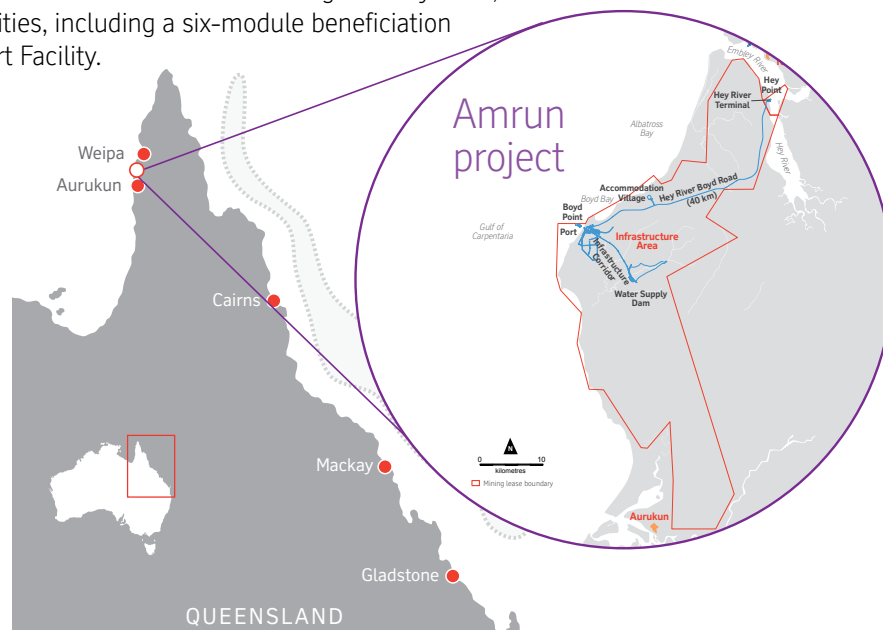 ities, including a six-module beneficiation
rt Facility.
Amrun
project
Embley River
Hey
Point
Hey River
Terminal
Albatross
Bay
Hey River
Weipa
Aurukun
Accommodation
Village
Hey River Boyd Road
(40 km)
Boyd Bay
Boyd
Point
Port
Gulf of
Carpentaria
Infrastructure
Area
Infrastructure
Corridor
Water Supply
Dam
Cairns
N
0 10
kilometres
Mining lease boundary
Mackay
Aurukun
Gladstone
QUEENSLAND